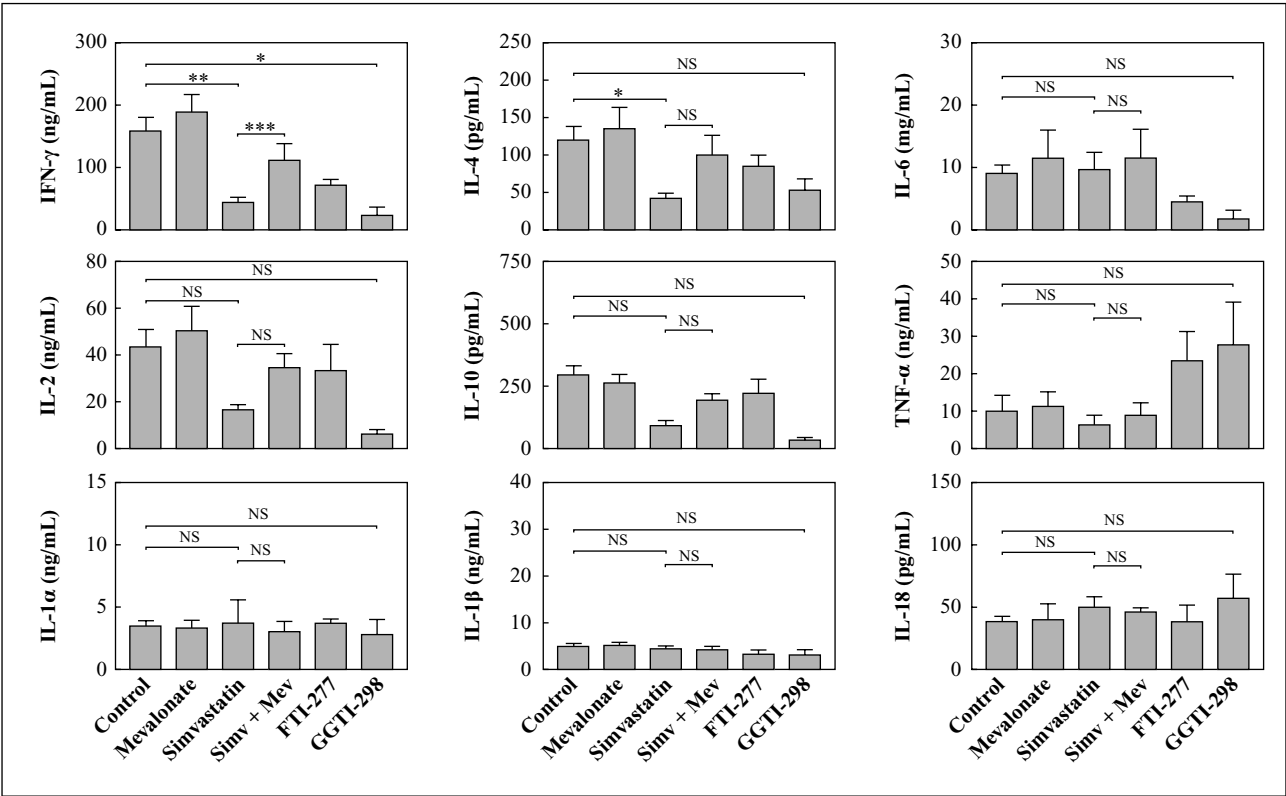 300
200
100
0
IFN-γ (ng/mL)
*
**
***
250
200
150
100
50
0
IL-4 (pg/mL)
NS
*
NS
30
20
10
0
IL-6 (mg/mL)
NS
NS
NS
80
60
40
20
0
IL-2 (ng/mL)
NS
NS
NS
750
500
250
0
IL-10 (pg/mL)
NS
NS
NS
50
40
30
20
10
0
TNF-α (ng/mL)
NS
NS
NS
15
10
5
0
IL-1α (ng/mL)
NS
NS
NS
40
30
20
10
0
IL-1β (ng/mL)
NS
NS
NS
150
100
50
0
IL-18 (pg/mL)
NS
NS
NS
Control
Mevalonate
Simvastatin
Simv + Mev
FTI-277
GGTI-298
Control
Mevalonate
Simvastatin
Simv + Mev
FTI-277
GGTI-298
Control
Mevalonate
Simvastatin
Simv + Mev
FTI-277
GGTI-298